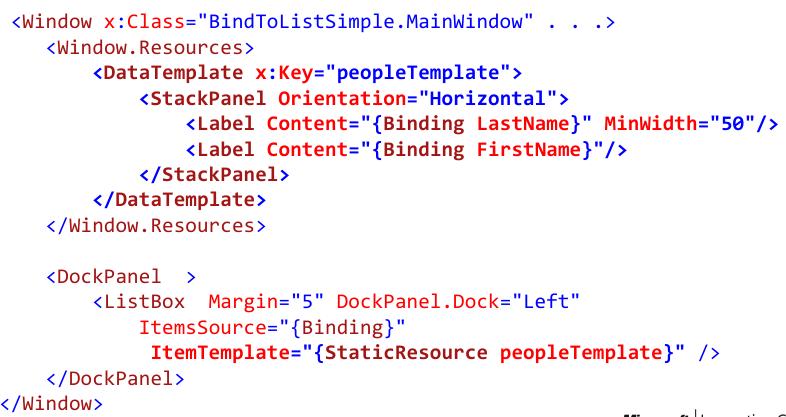 <Window x:Class="BindToListSimple.MainWindow" . . .>
<Window.Resources>
<DataTemplate x:Key="peopleTemplate">
<StackPanel Orientation="Horizontal">
<Label Content="{Binding LastName}" MinWidth="50"/>
<Label Content="{Binding FirstName}"/>
</StackPanel>
</DataTemplate>
</Window.Resources>
<DockPanel >
<ListBox Margin="5" DockPanel.Dock="Left"
ItemsSource="{Binding}"
ItemTemplate="{StaticResource peopleTemplate}" />
</DockPanel>
</Window>